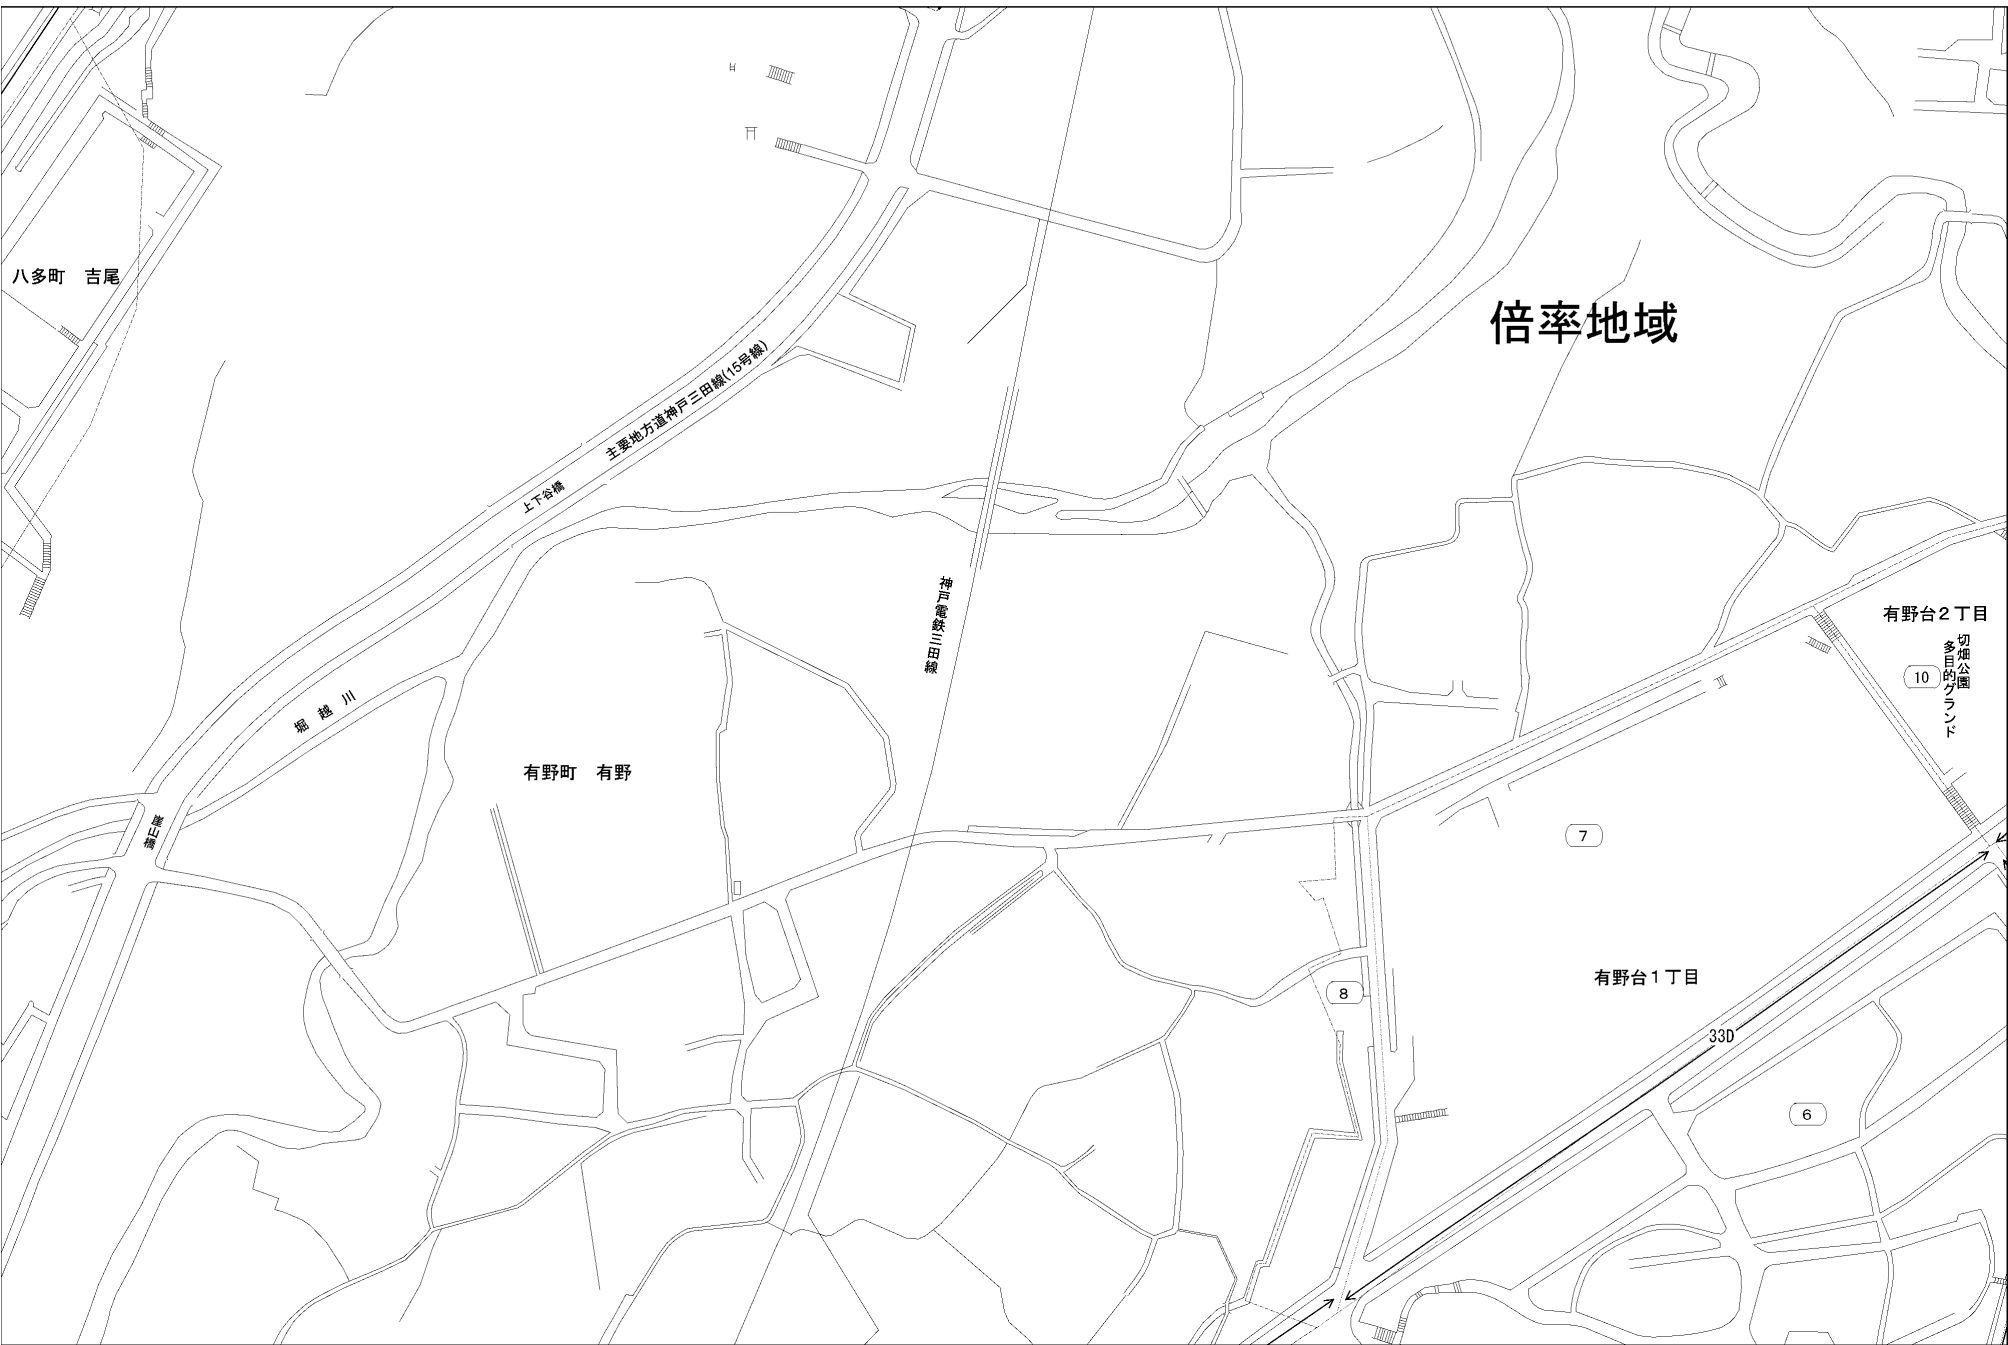 八多町 吉尾
倍率地域
主要地方道神戸三田線(15号線)
上下谷橋
神戸電鉄三田線
有野台2丁目
切畑公園
多目的グランド
10
堀越川
有野町 有野
崖山橋
7
有野台1丁目
8
33D
6